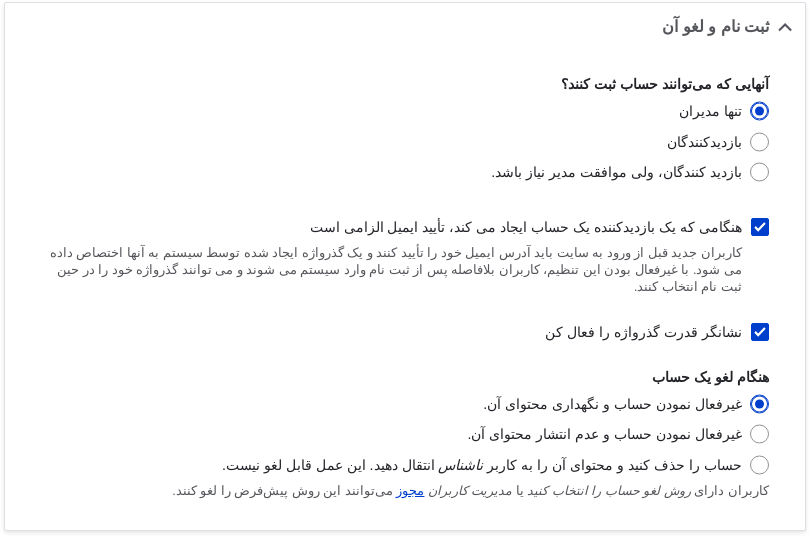 ثبت نام و لغو آن
آنهایی که می‌توانند حساب ثبت کنند؟
تنها مدیران
بازدیدکنندگان
بازدید کنندگان، ولی موافقت مدیر نیاز باشد.
هنگامی که یک بازدیدکننده یک حساب ایجاد می کند، تأیید ایمیل الزامی است
کاربران جدید قبل از ورود به سایت باید آدرس ایمیل خود را تأیید کنند و یک گذرواژه ایجاد شده توسط سیستم به آنها اختصاص داده
می شود. با غیرفعال بودن این تنظیم، کاربران بلافاصله پس از ثبت نام وارد سیستم می شوند و می توانند گذرواژه خود را در حین
ثبت نام انتخاب کنند.
نشانگر قدرت گذرواژه را فعال کن
هنگام لغو یک حساب
غیرفعال نمودن حساب و نگهداری محتوای آن.
غیرفعال نمودن حساب و عدم انتشار محتوای آن.
حساب را حذف کنید و محتوای آن را به کاربر ناشناس انتقال دهید. این عمل قابل لغو نیست.
کاربران دارای روش لغو حساب را انتخاب کنید یا مدیریت کاربران مجوز می‌توانند این روش پیش‌فرض را لغو کنند.